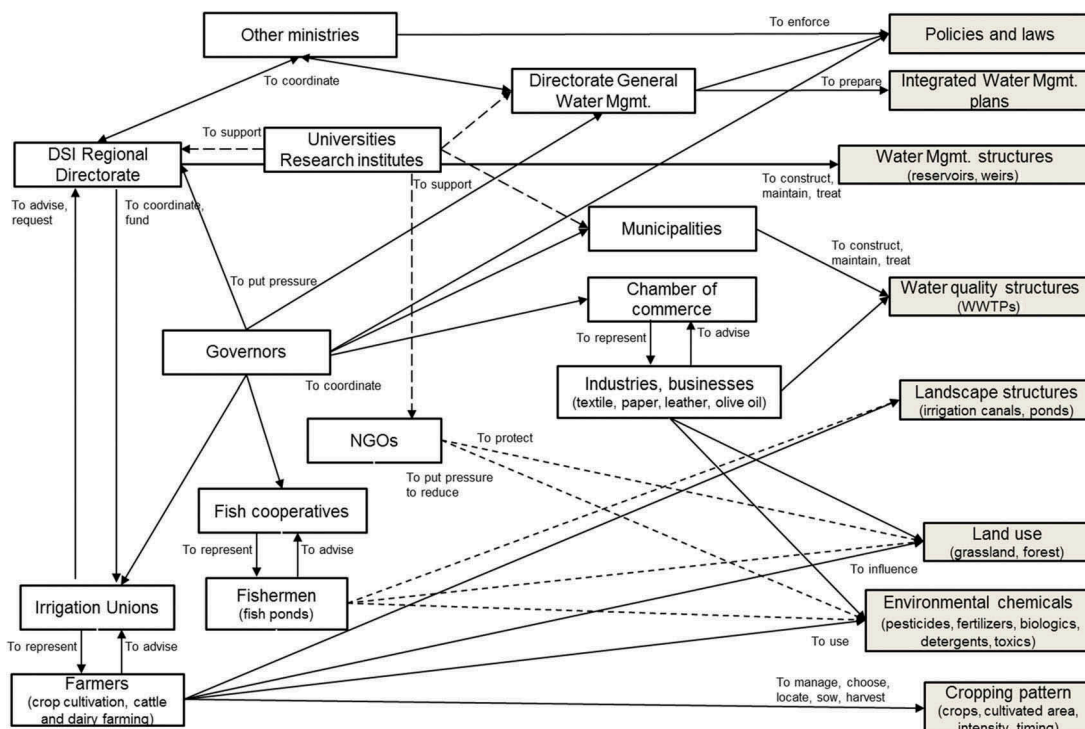 Other ministries
To enforce
Policies and laws
To coordinate
Directorate General
Water Mgmt.
To prepare
Integrated Water Mgmt.
plans
To support
Universities
Research institutes
DSI Regional
Directorate
To support
Water Mgmt. structures
(reservoirs, weirs)
To construct,
maintain, treat
To advise,
request
To coordinate,
fund
Municipalities
To construct,
maintain, treat
To put pressure
Chamber of
commerce
Water quality structures
(WWTPs)
Governors
To represent
To advise
To coordinate
Industries, businesses
(textile, paper, leather, olive oil)
Landscape structures
(irrigation canals, ponds)
NGOs
To protect
To put pressure
to reduce
Fish cooperatives
To represent
To advise
Land use
(grassland, forest)
To influence
Fishermen
(fish ponds)
Irrigation Unions
Environmental chemicals
(pesticides, fertilizers, biologics,
detergents, toxics)
To use
To represent
To advise
Farmers
(crop cultivation, cattle
and dairy farming)
To manage, choose,
locate, sow, harvest
Cropping pattern
(crops, cultivated area,
intensity, timing)